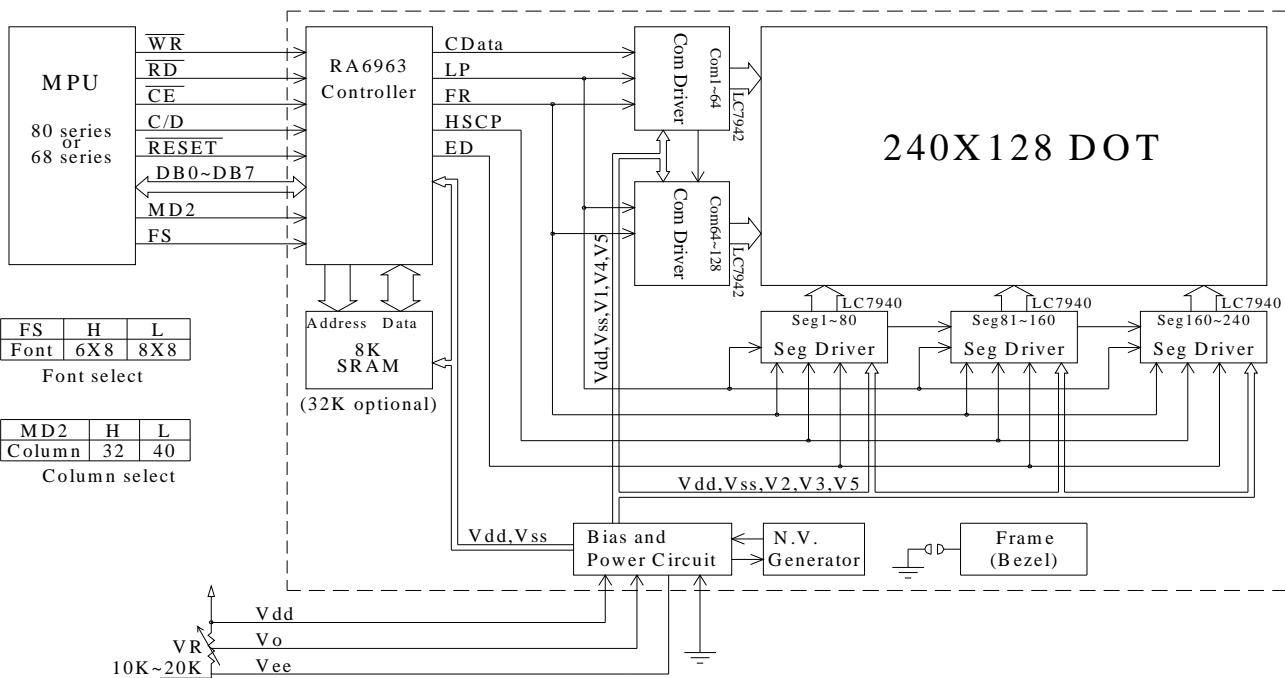 MPU
80 series
or
68 series
WR
RD
CE
C/D
RESET
DB0~DB7
MD2
FS
RA6963
Controller
CData
LP
FR
HSCP
ED
Com Driver
Com1~64
LC7942
Com Driver
Com64~128
LC7942
240X128 DOT
Address Data
8K
SRAM
(32K optional)
FS H L
Font 6X8 8X8
Font select
MD2 H L
Column 32 40
Column select
Vdd,Vss,V1,V4,V5
LC7940
LC7940
LC7940
Seg1~80
Seg Driver
Seg81~160
Seg Driver
Seg160~240
Seg Driver
Vdd,Vss,V2,V3,V5
Vdd,Vss
Bias and
Power Circuit
N.V.
Generator
Frame
(Bezel)
Vdd
Vo
Vee
VR
10K~20K